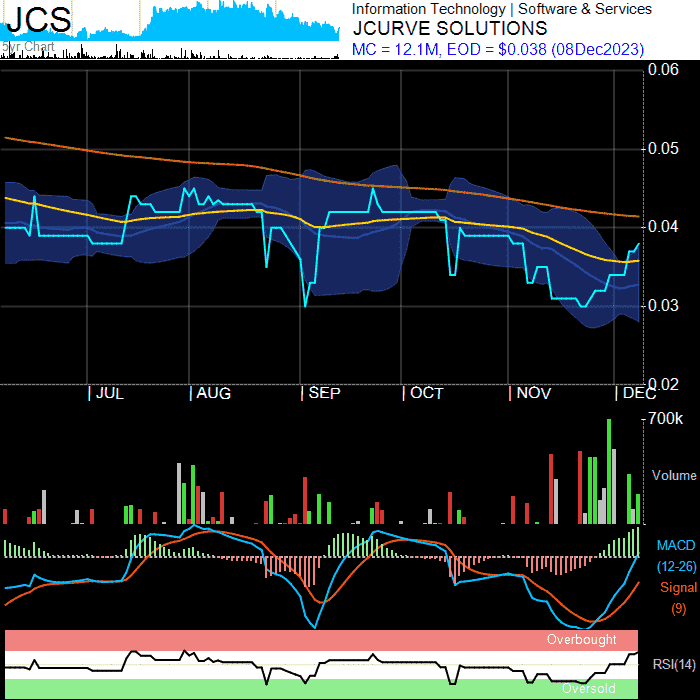 JCS
5yr Chart
Information Technology | Software & Services
JCURVE SOLUTIONS
MC = 12.1M, EOD = $0.038 (08Dec2023)
0.06
0.05
0.04
0.03
0.02
JUL
AUG
SEP
OCT
NOV
DEC
700k
Volume
MACD
(12-26)
Signal
(9)
Overbought
RSI(14)
Oversold